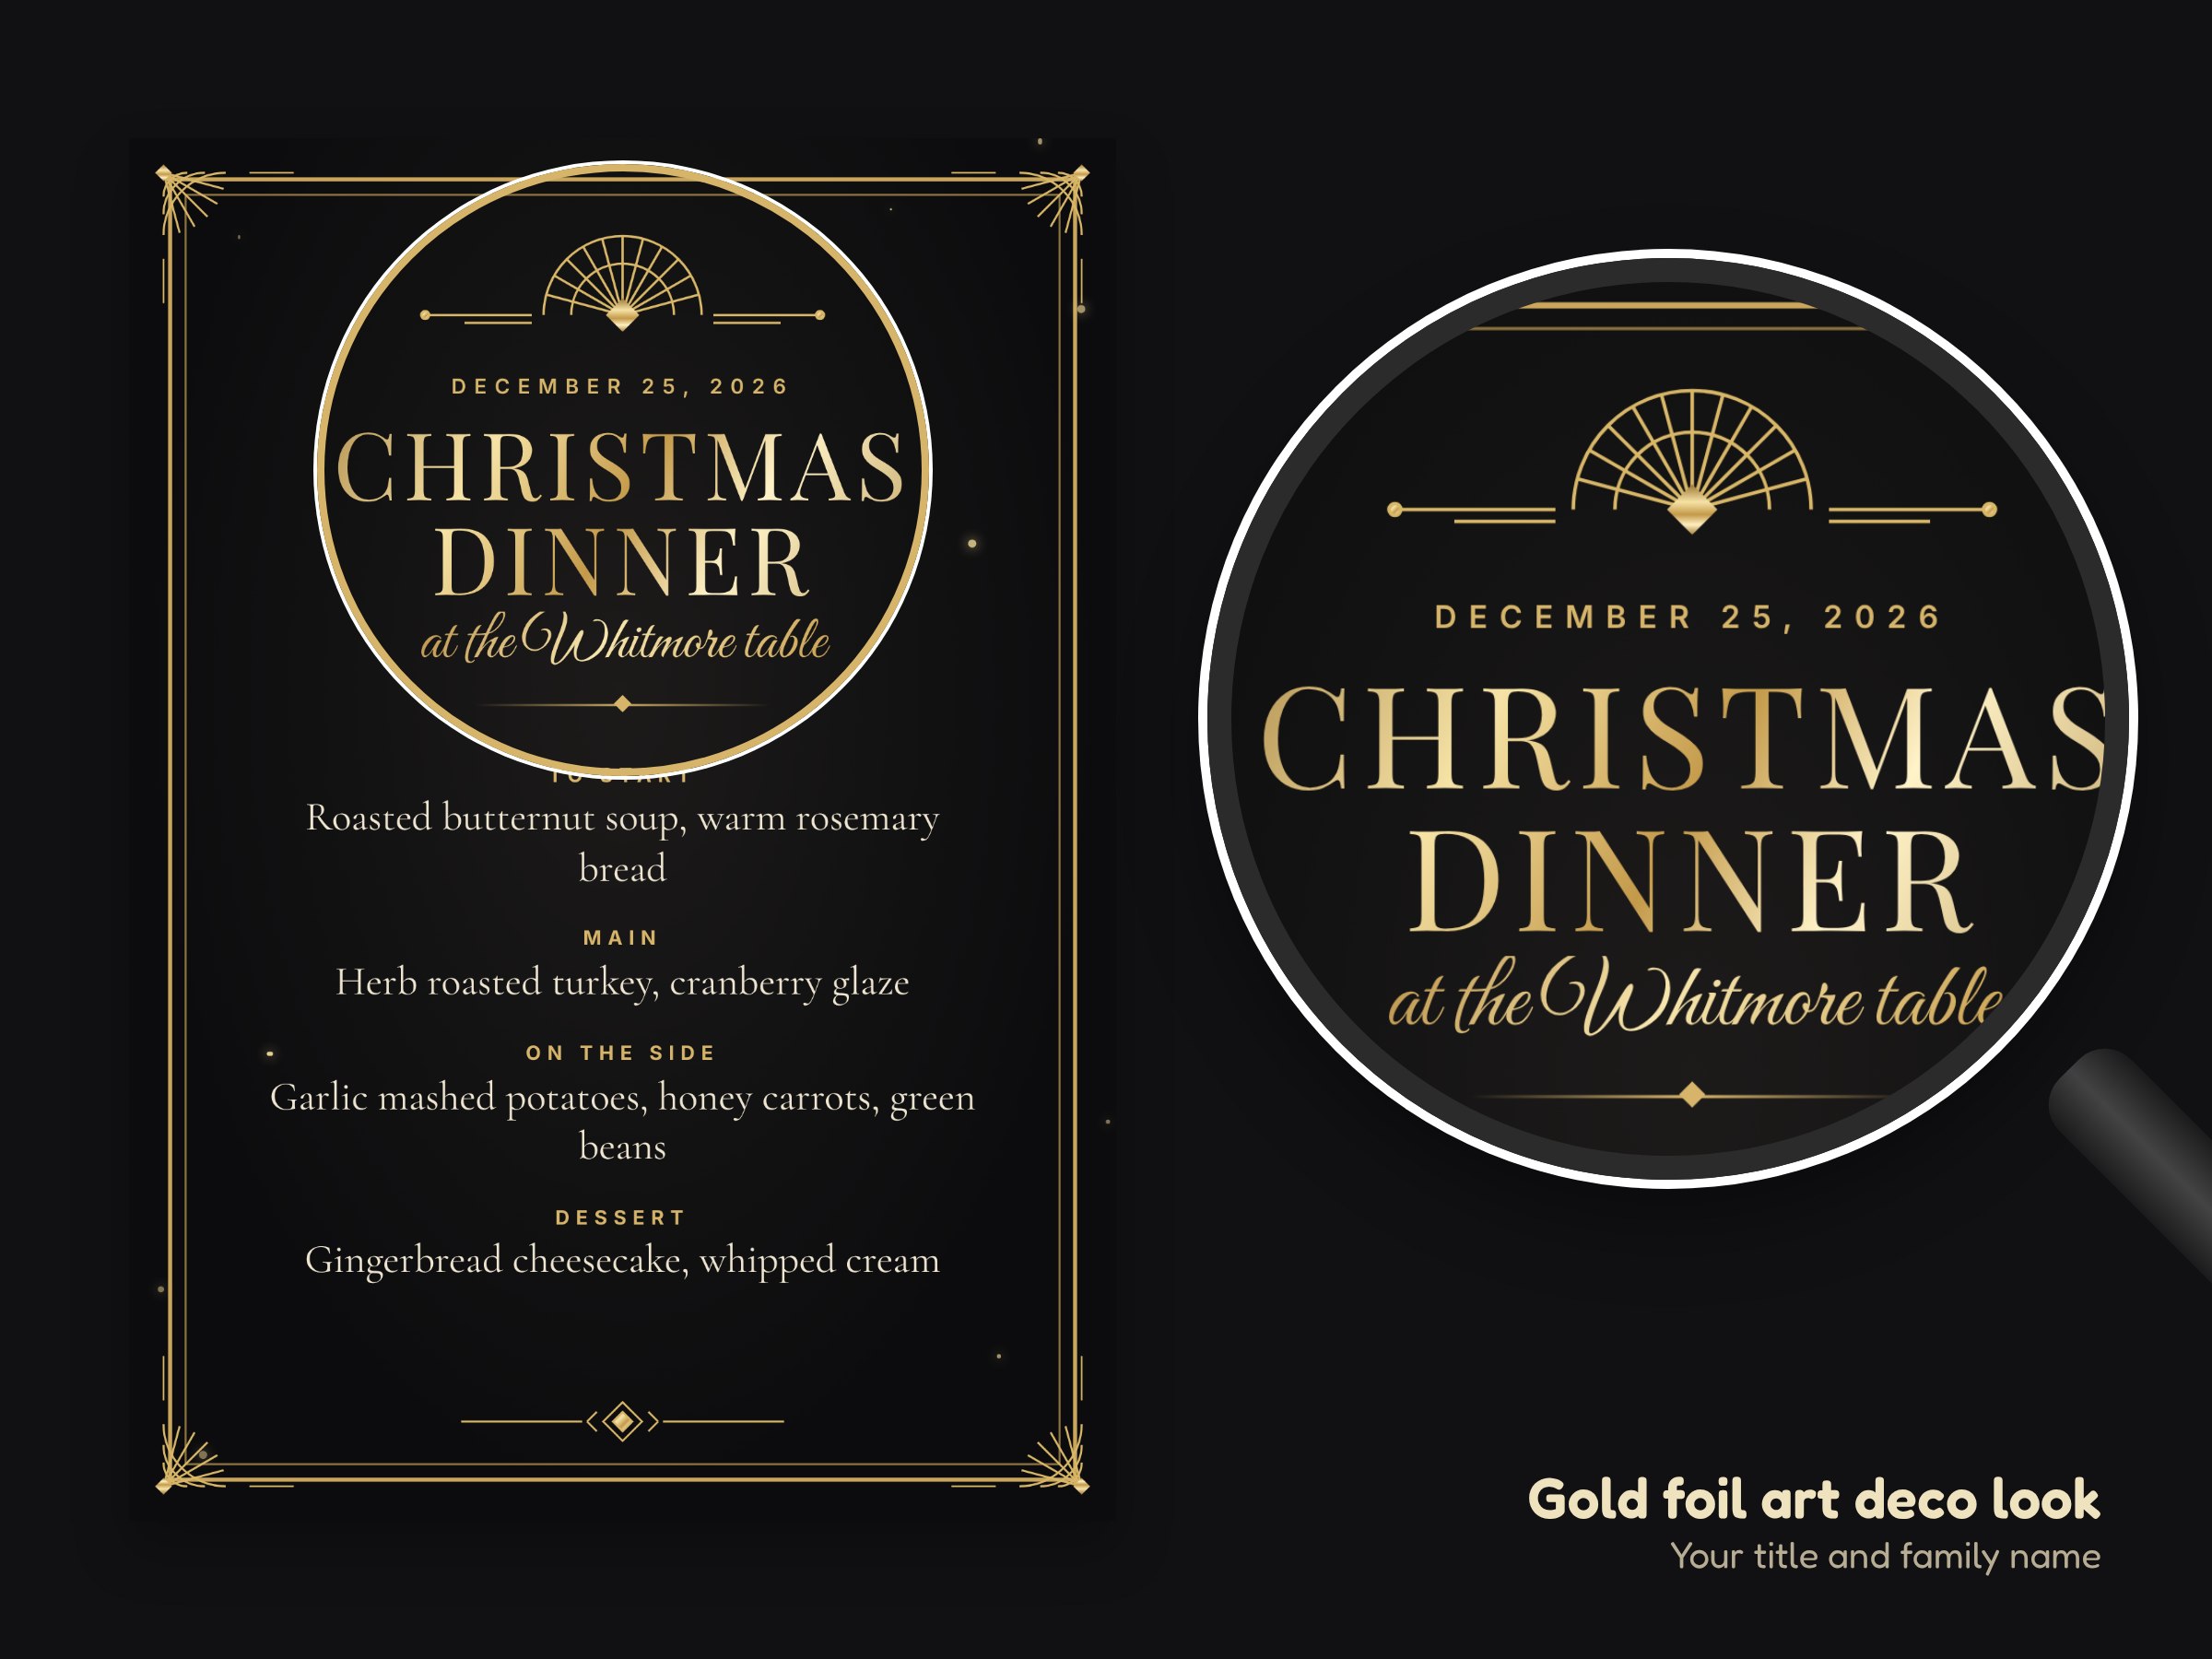 DECEMBER 25, 2026
CHRISTMAS
DINNER
at the Whitmore table
TO START
Roasted butternut soup, warm rosemary
bread
MAIN
Herb roasted turkey, cranberry glaze
ON THE SIDE
Garlic mashed potatoes, honey carrots, green
beans
DESSERT
Gingerbread cheesecake, whipped cream
DECEMBER 25, 2026
CHRISTMAS
DINNER
at the Whitmore table
Gold foil art deco look
Your title and family name